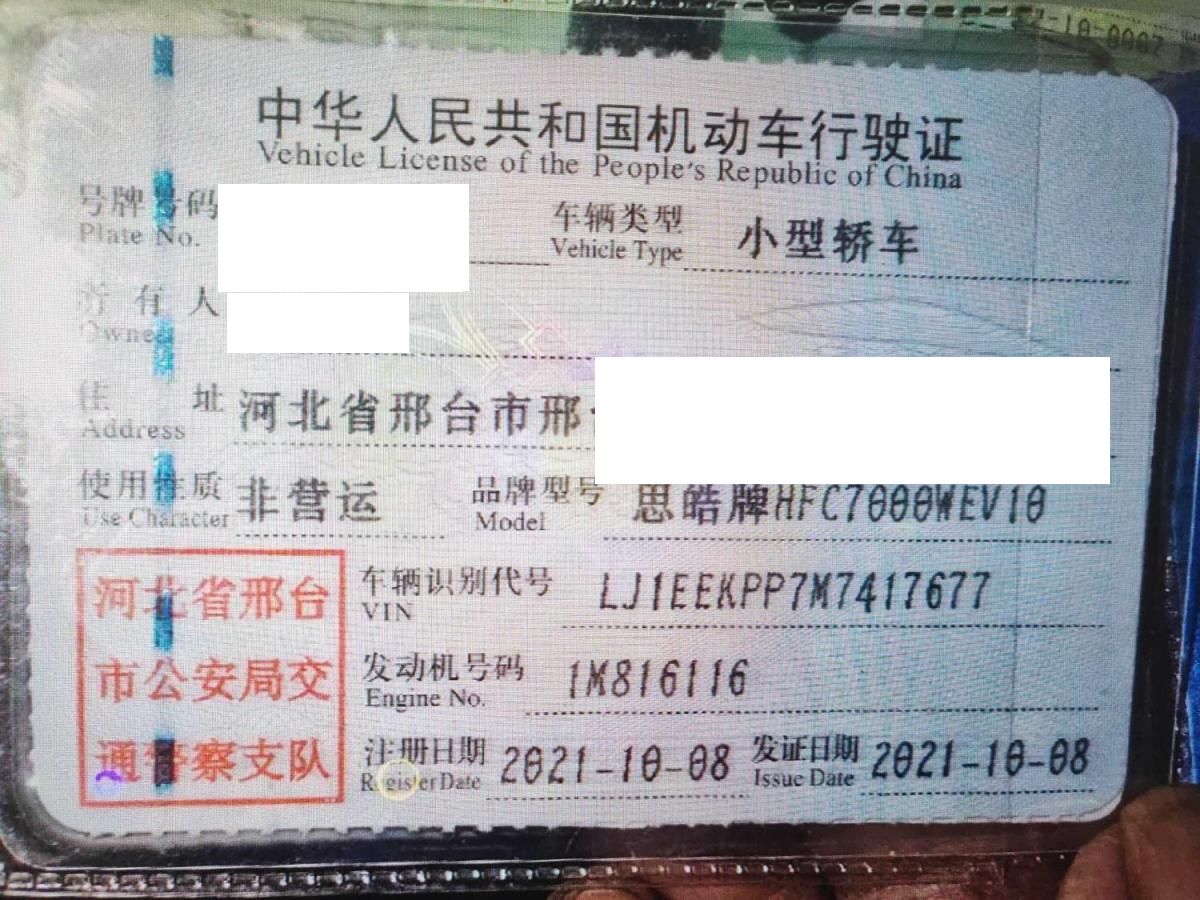 中华人民共和国机动车行驶证
Vehicle License of the People's Republic of China
号牌号码 车辆类型 小型轿车
Plate No. Vehicle Type
所有人
Owner
住址 河北省邢台市邢
Address
使用性质 非营运 品牌型号 思皓牌HFC7000WEV10
Use Character Model
河北省邢台
市公安局交
通警察支队
车辆识别代号 LJ1EEKPP7M7417677
VIN
发动机号码 1M816116
Engine No.
注册日期 2021-10-08 发证日期 2021-10-08
Register Date Issue Date